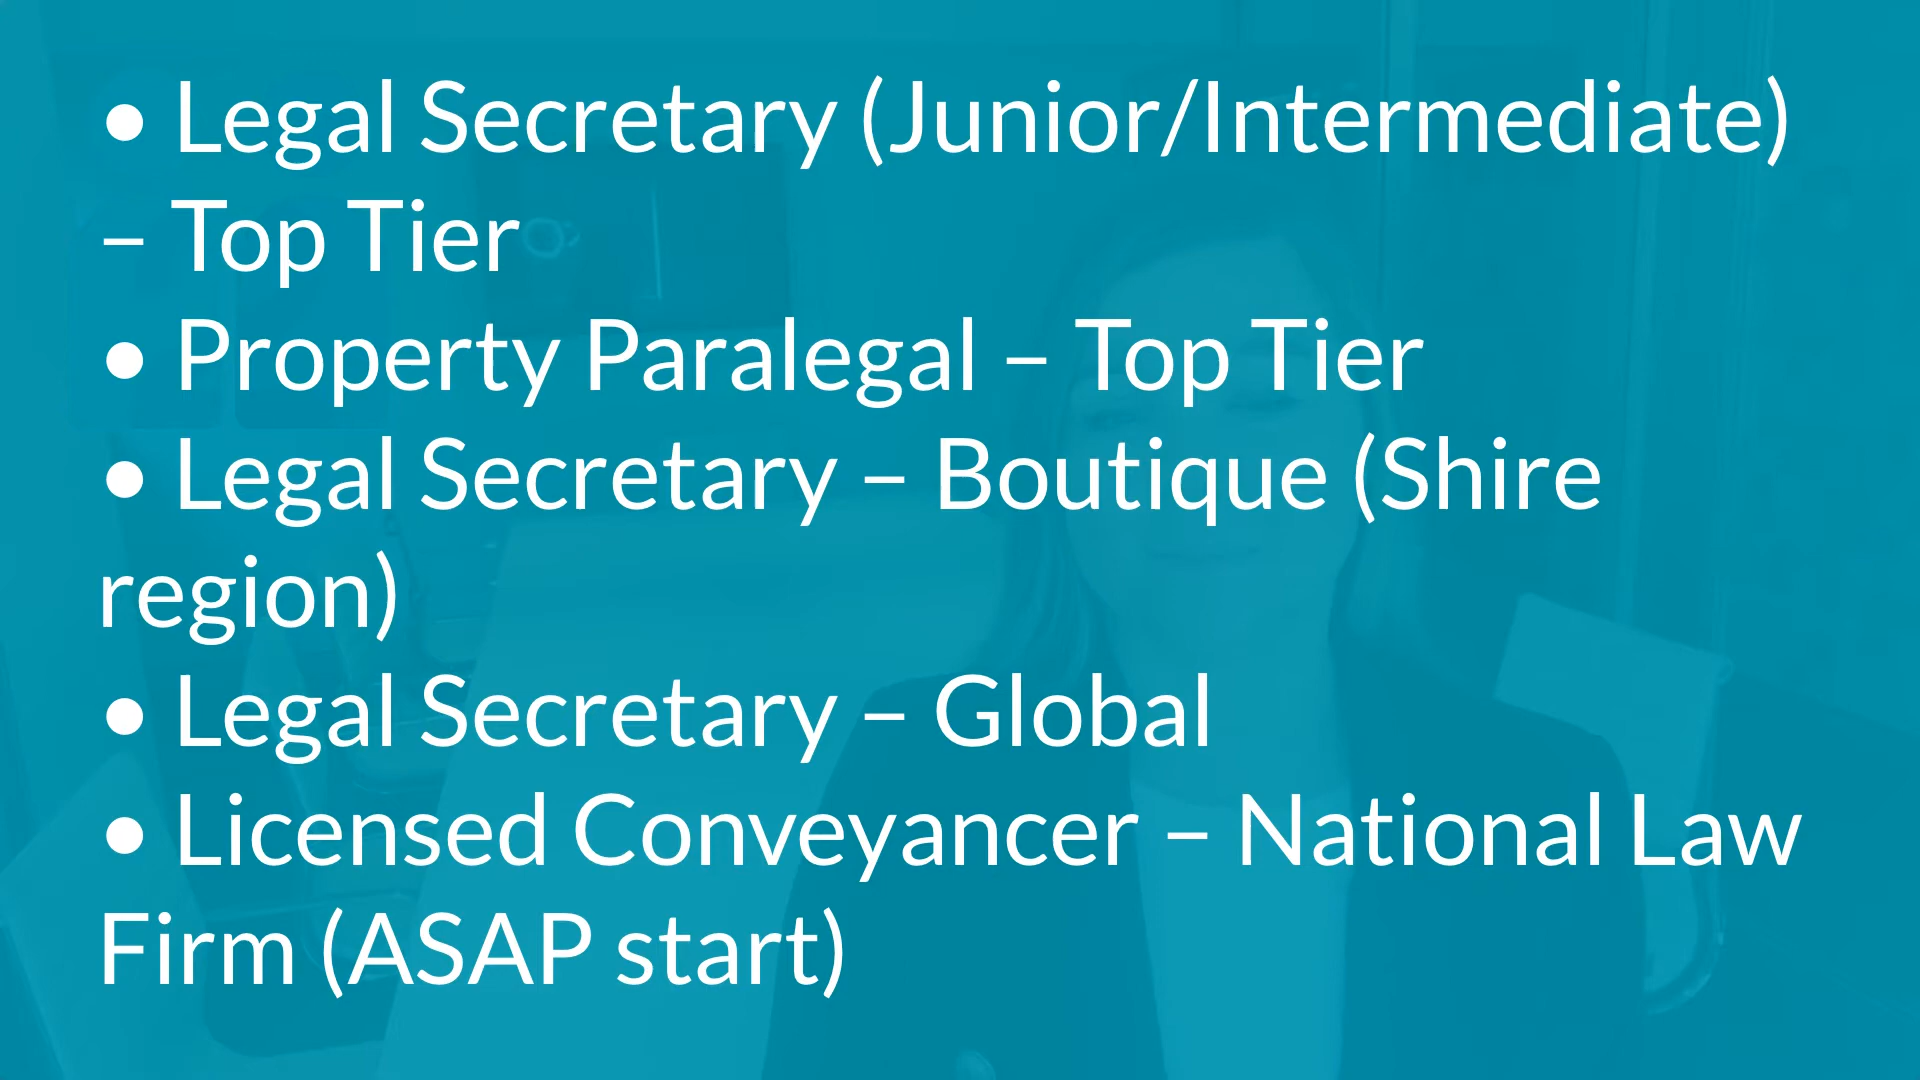 • Legal Secretary (Junior/Intermediate)
– Top Tier
• Property Paralegal – Top Tier
• Legal Secretary – Boutique (Shire
region)
• Legal Secretary – Global
• Licensed Conveyancer – National Law
Firm (ASAP start)